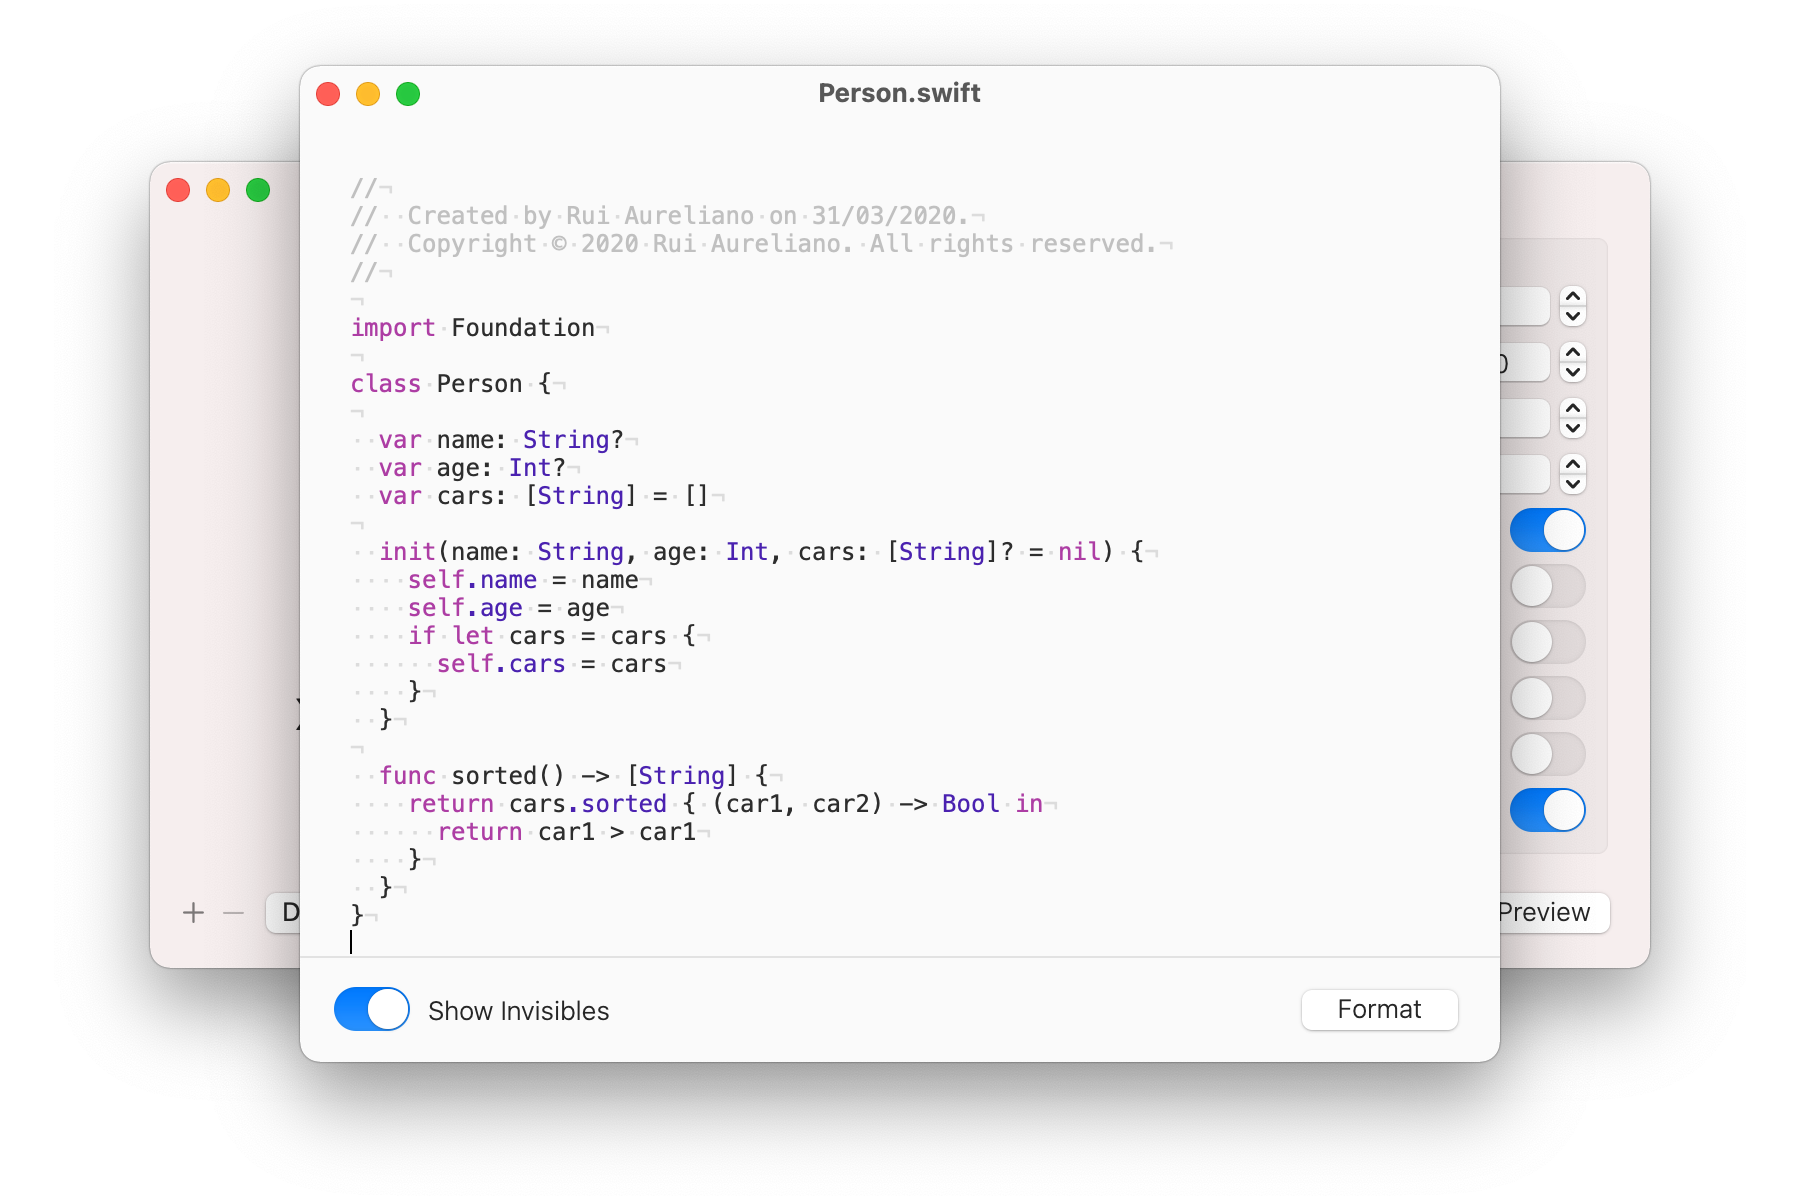 Person.swift
//
//  Created by Rui Aureliano on 31/03/2020.
//  Copyright © 2020 Rui Aureliano. All rights reserved.
//
import Foundation
class Person {
  var name: String?
  var age: Int?
  var cars: [String] = []
  init(name: String, age: Int, cars: [String]? = nil) {
    self.name = name
    self.age = age
    if let cars = cars {
      self.cars = cars
    }
  }
  func sorted() -> [String] {
    return cars.sorted { (car1, car2) -> Bool in
      return car1 > car1
    }
  }
}
Preview
Show Invisibles
Format